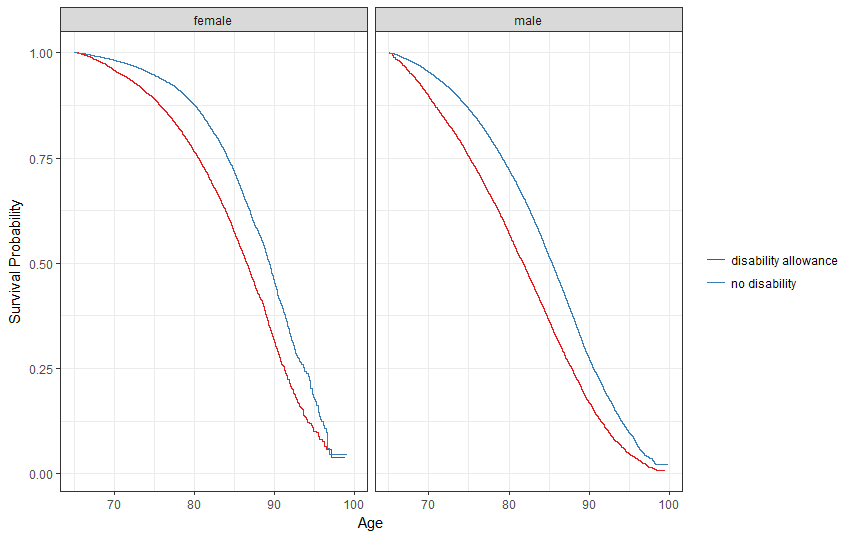 female male
1.00
0.75
0.50
0.25
0.00
Survival Probability
70 80 90 100 70 80 90 100
Age
disability allowance
no disability